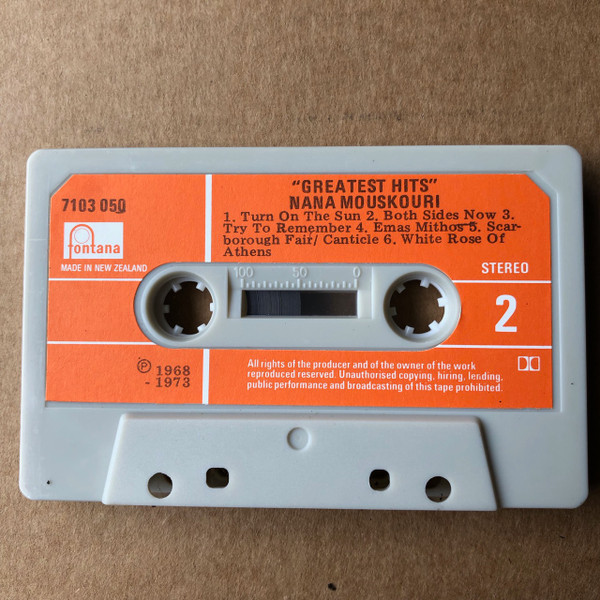 7103 050
fontana
MADE IN NEW ZEALAND
"GREATEST HITS"
NANA MOUSKOURI
1. Turn On The Sun 2. Both Sides Now 3.
Try To Remember 4. Emas Mithos 5. Scar-
borough Fair/ Canticle 6. White Rose Of
Athens
100 50 0
STEREO
2
Ⓟ 1968
- 1973
All rights of the producer and of the owner of the work
reproduced reserved. Unauthorised copying, hiring, lending,
public performance and broadcasting of this tape prohibited.